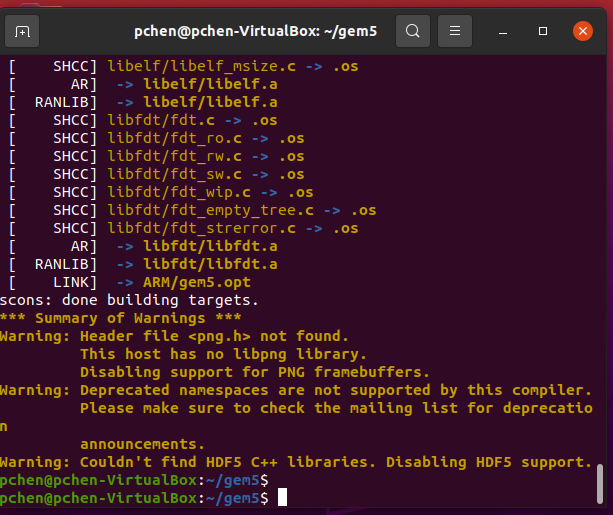 pchen@pchen-VirtualBox: ~/gem5
[    SHCC] libelf/libelf_msize.c -> .os
[      AR]  -> libelf/libelf.a
[  RANLIB]  -> libelf/libelf.a
[    SHCC] libfdt/fdt.c -> .os
[    SHCC] libfdt/fdt_ro.c -> .os
[    SHCC] libfdt/fdt_rw.c -> .os
[    SHCC] libfdt/fdt_sw.c -> .os
[    SHCC] libfdt/fdt_wip.c -> .os
[    SHCC] libfdt/fdt_empty_tree.c -> .os
[    SHCC] libfdt/fdt_strerror.c -> .os
[      AR]  -> libfdt/libfdt.a
[  RANLIB]  -> libfdt/libfdt.a
[    LINK]  -> ARM/gem5.opt
scons: done building targets.
*** Summary of Warnings ***
Warning: Header file <png.h> not found.
         This host has no libpng library.
         Disabling support for PNG framebuffers.
Warning: Deprecated namespaces are not supported by this compiler.
         Please make sure to check the mailing list for deprecatio
n
         announcements.
Warning: Couldn't find HDF5 C++ libraries. Disabling HDF5 support.
pchen@pchen-VirtualBox:~/gem5$
pchen@pchen-VirtualBox:~/gem5$